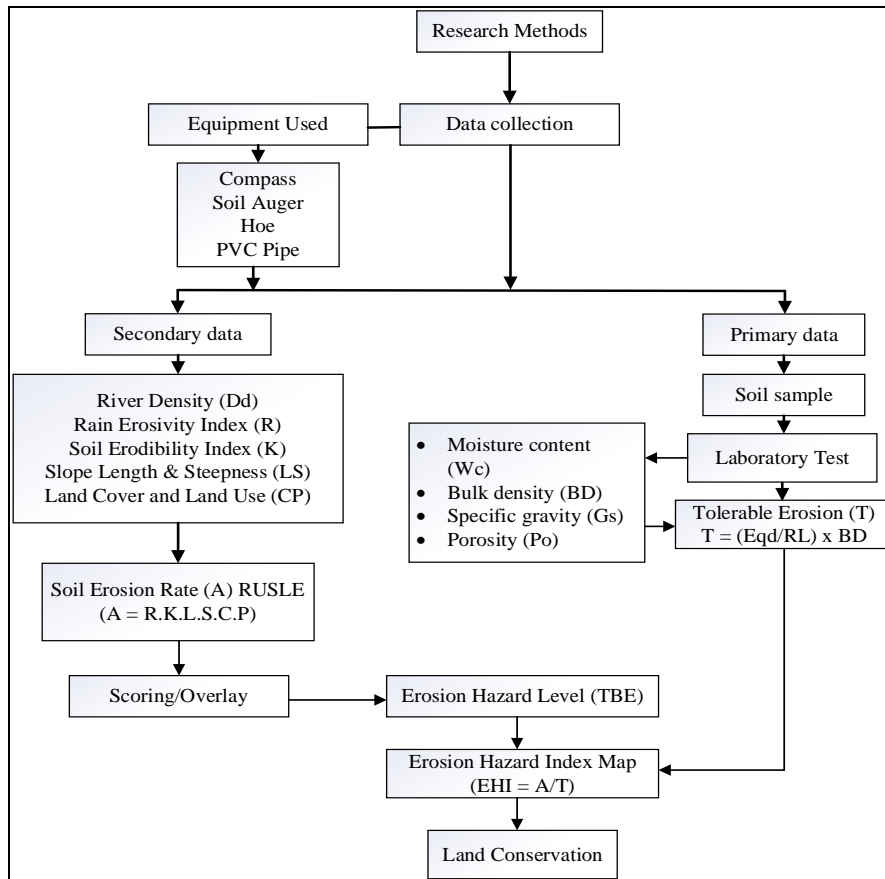 Research Methods
Equipment Used
Data collection
Compass
Soil Auger
Hoe
PVC Pipe
Secondary data
Primary data
River Density (Dd)
Rain Erosivity Index (R)
Soil Erodibility Index (K)
Slope Length & Steepness (LS)
Land Cover and Land Use (CP)
Soil sample
Laboratory Test
• Moisture content
(Wc)
• Bulk density (BD)
• Specific gravity (Gs)
• Porosity (Po)
Tolerable Erosion (T)
T = (Eqd/RL) x BD
Soil Erosion Rate (A) RUSLE
(A = R.K.L.S.C.P)
Scoring/Overlay
Erosion Hazard Level (TBE)
Erosion Hazard Index Map
(EHI = A/T)
Land Conservation